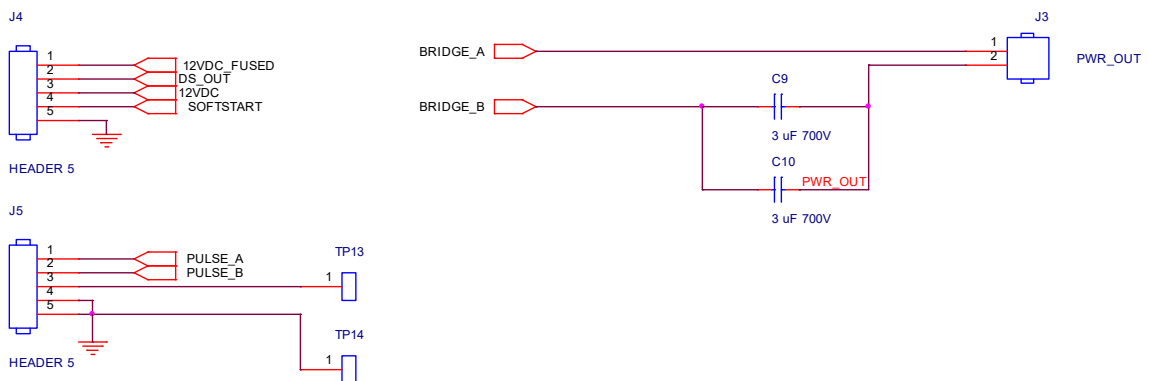 J4
1
2
3
4
5
12VDC_FUSED
DS_OUT
12VDC
SOFTSTART
HEADER 5
BRIDGE_A
BRIDGE_B
C9
3 uF 700V
C10
PWR_OUT
3 uF 700V
J3
1
2
PWR_OUT
J5
1
2
3
4
5
PULSE_A
PULSE_B
HEADER 5
TP13
1
TP14
1